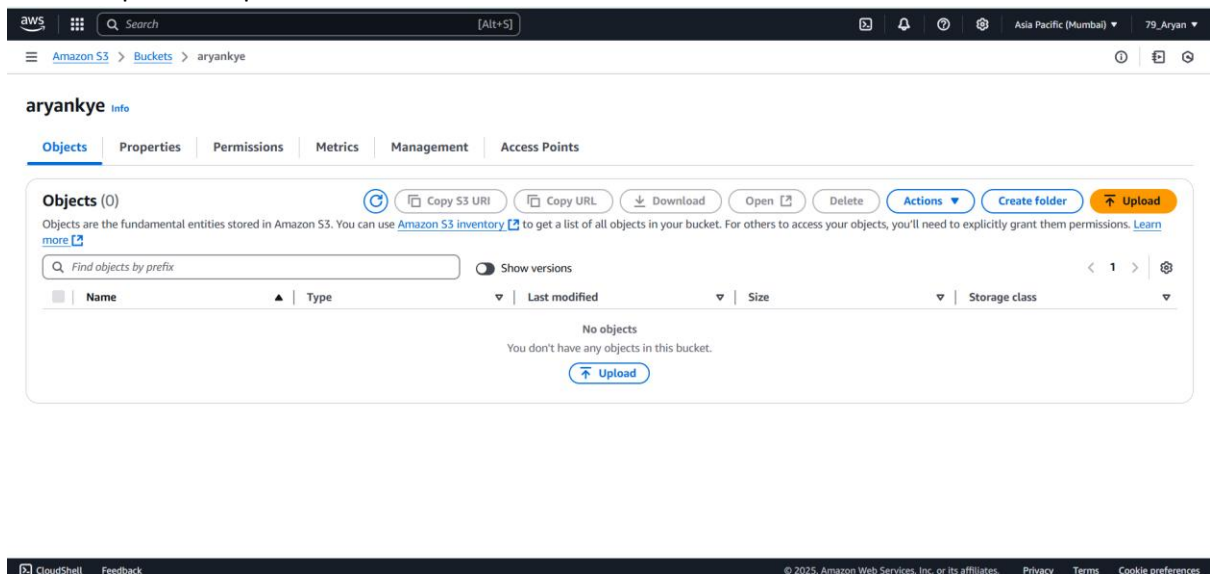 aws Search [Alt+S] Asia Pacific (Mumbai) ▼ 79_Aryan ▼
Amazon S3 > Buckets > aryankye
aryankye Info
Objects Properties Permissions Metrics Management Access Points
Objects (0) Copy S3 URI Copy URL Download Open Delete Actions ▼ Create folder Upload
Objects are the fundamental entities stored in Amazon S3. You can use Amazon S3 inventory to get a list of all objects in your bucket. For others to access your objects, you'll need to explicitly grant them permissions. Learn
more
Find objects by prefix Show versions < 1 >
Name ▲ Type ▽ Last modified ▽ Size ▽ Storage class ▽
No objects
You don't have any objects in this bucket.
Upload
CloudShell Feedback © 2025, Amazon Web Services, Inc. or its affiliates. Privacy Terms Cookie preferences